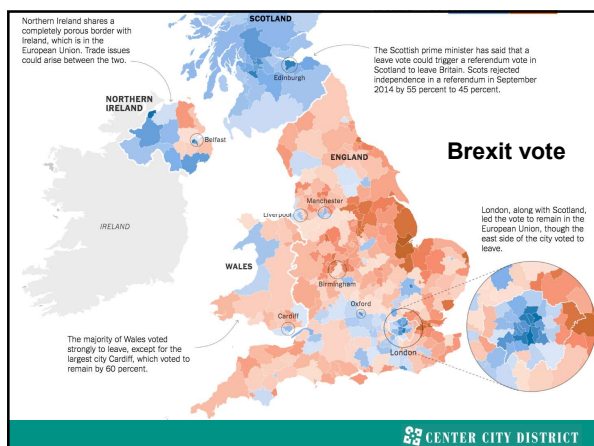 Northern Ireland shares a
completely porous border with
Ireland, which is in the
European Union. Trade issues
could arise between the two.
SCOTLAND
The Scottish prime minister has said that a
leave vote could trigger a referendum vote in
Scotland to leave Britain. Scots rejected
independence in a referendum in September
2014 by 55 percent to 45 percent.
Edinburgh
NORTHERN
IRELAND
Belfast
ENGLAND
Brexit vote
IRELAND
Manchester
Liverpool
London, along with Scotland,
led the vote to remain in the
European Union, though the
east side of the city voted to
leave.
WALES
Birmingham
Oxford
Cardiff
London
The majority of Wales voted
strongly to leave, except for the
largest city Cardiff, which voted to
remain by 60 percent.
CENTER CITY DISTRICT